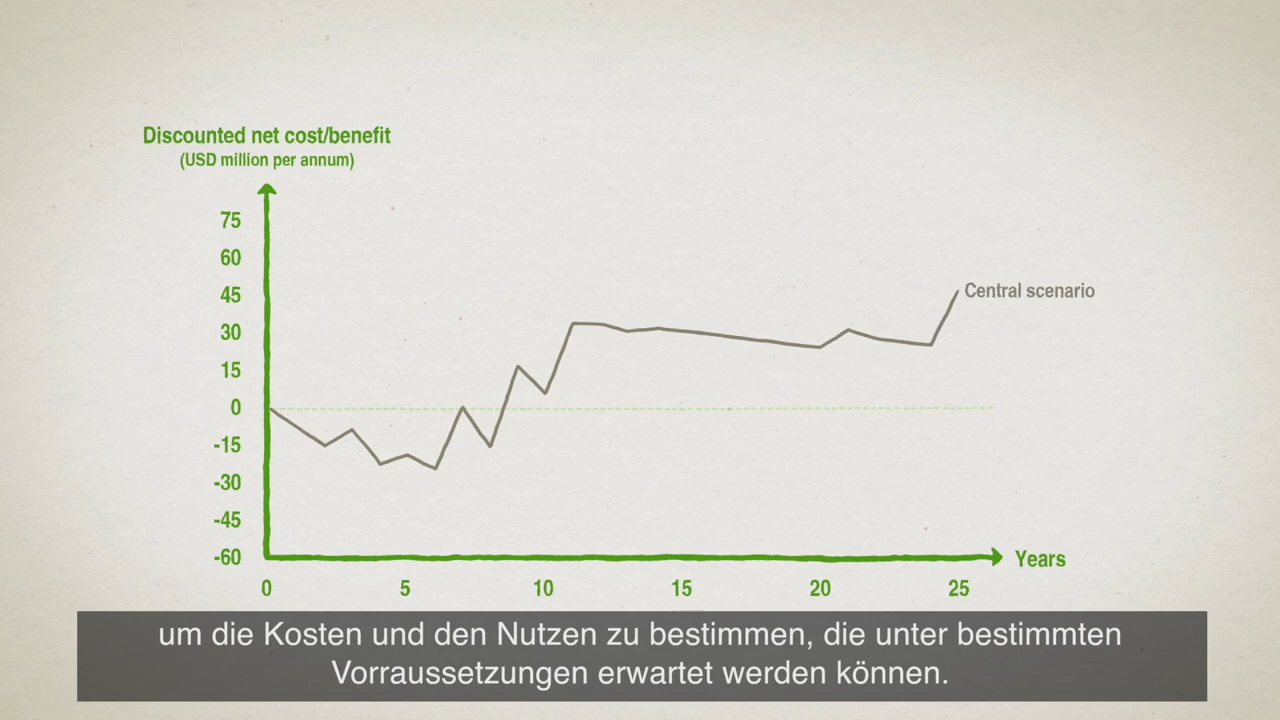 Discounted net cost/benefit
(USD million per annum)
75
60
45
Central scenario
30
15
0
-15
-30
-45
-60
Years
0 5 10 15 20 25
um die Kosten und den Nutzen zu bestimmen, die unter bestimmten
Vorraussetzungen erwartet werden können.